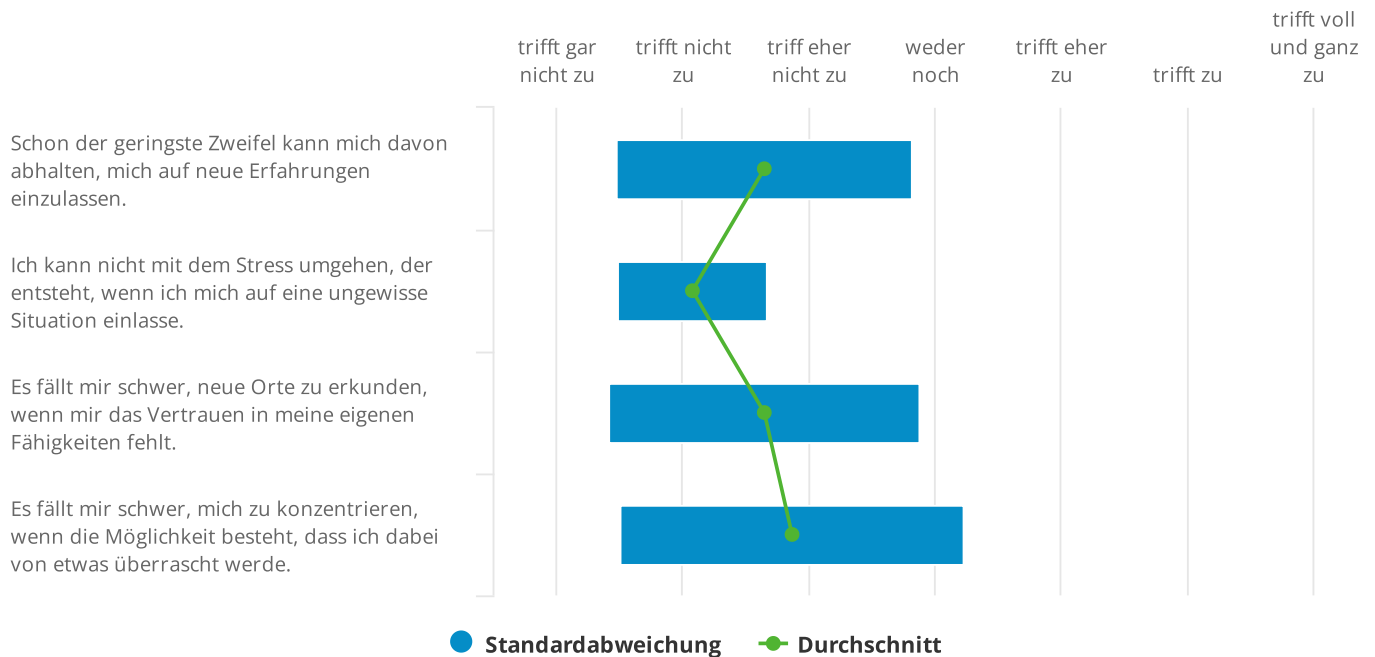 trifft gar
nicht zu
trifft nicht
zu
triff eher
nicht zu
weder
noch
trifft eher
zu
trifft zu
trifft voll
und ganz
zu
Schon der geringste Zweifel kann mich davon
abhalten, mich auf neue Erfahrungen
einzulassen.
Ich kann nicht mit dem Stress umgehen, der
entsteht, wenn ich mich auf eine ungewisse
Situation einlasse.
Es fällt mir schwer, neue Orte zu erkunden,
wenn mir das Vertrauen in meine eigenen
Fähigkeiten fehlt.
Es fällt mir schwer, mich zu konzentrieren,
wenn die Möglichkeit besteht, dass ich dabei
von etwas überrascht werde.
Standardabweichung
Durchschnitt